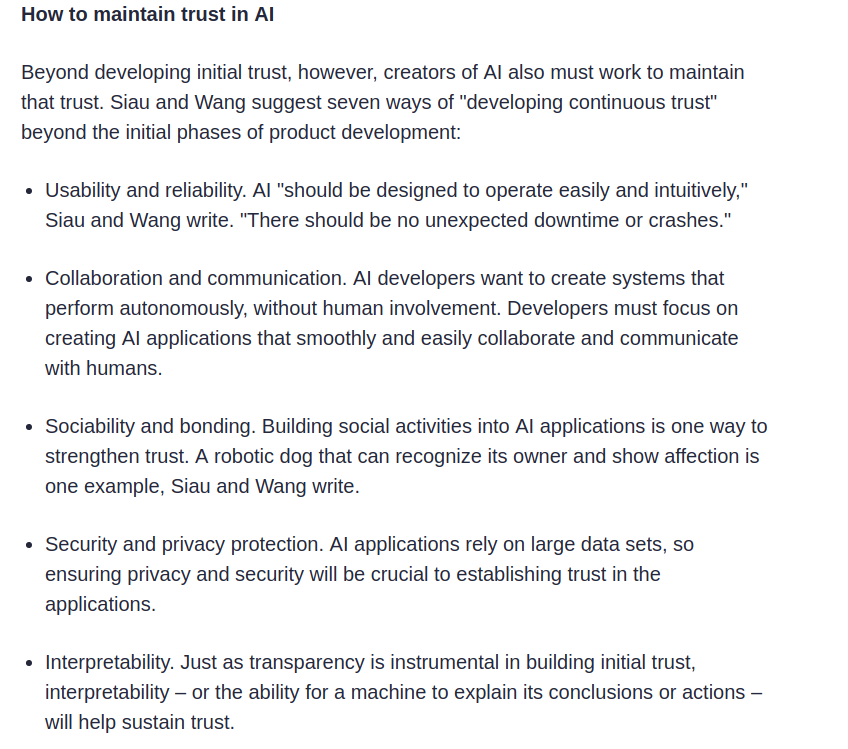 How to maintain trust in AI
Beyond developing initial trust, however, creators of AI also must work to maintain
that trust. Siau and Wang suggest seven ways of "developing continuous trust"
beyond the initial phases of product development:
• Usability and reliability. AI "should be designed to operate easily and intuitively,"
Siau and Wang write. "There should be no unexpected downtime or crashes."
• Collaboration and communication. AI developers want to create systems that
perform autonomously, without human involvement. Developers must focus on
creating AI applications that smoothly and easily collaborate and communicate
with humans.
• Sociability and bonding. Building social activities into AI applications is one way to
strengthen trust. A robotic dog that can recognize its owner and show affection is
one example, Siau and Wang write.
• Security and privacy protection. AI applications rely on large data sets, so
ensuring privacy and security will be crucial to establishing trust in the
applications.
• Interpretability. Just as transparency is instrumental in building initial trust,
interpretability – or the ability for a machine to explain its conclusions or actions –
will help sustain trust.